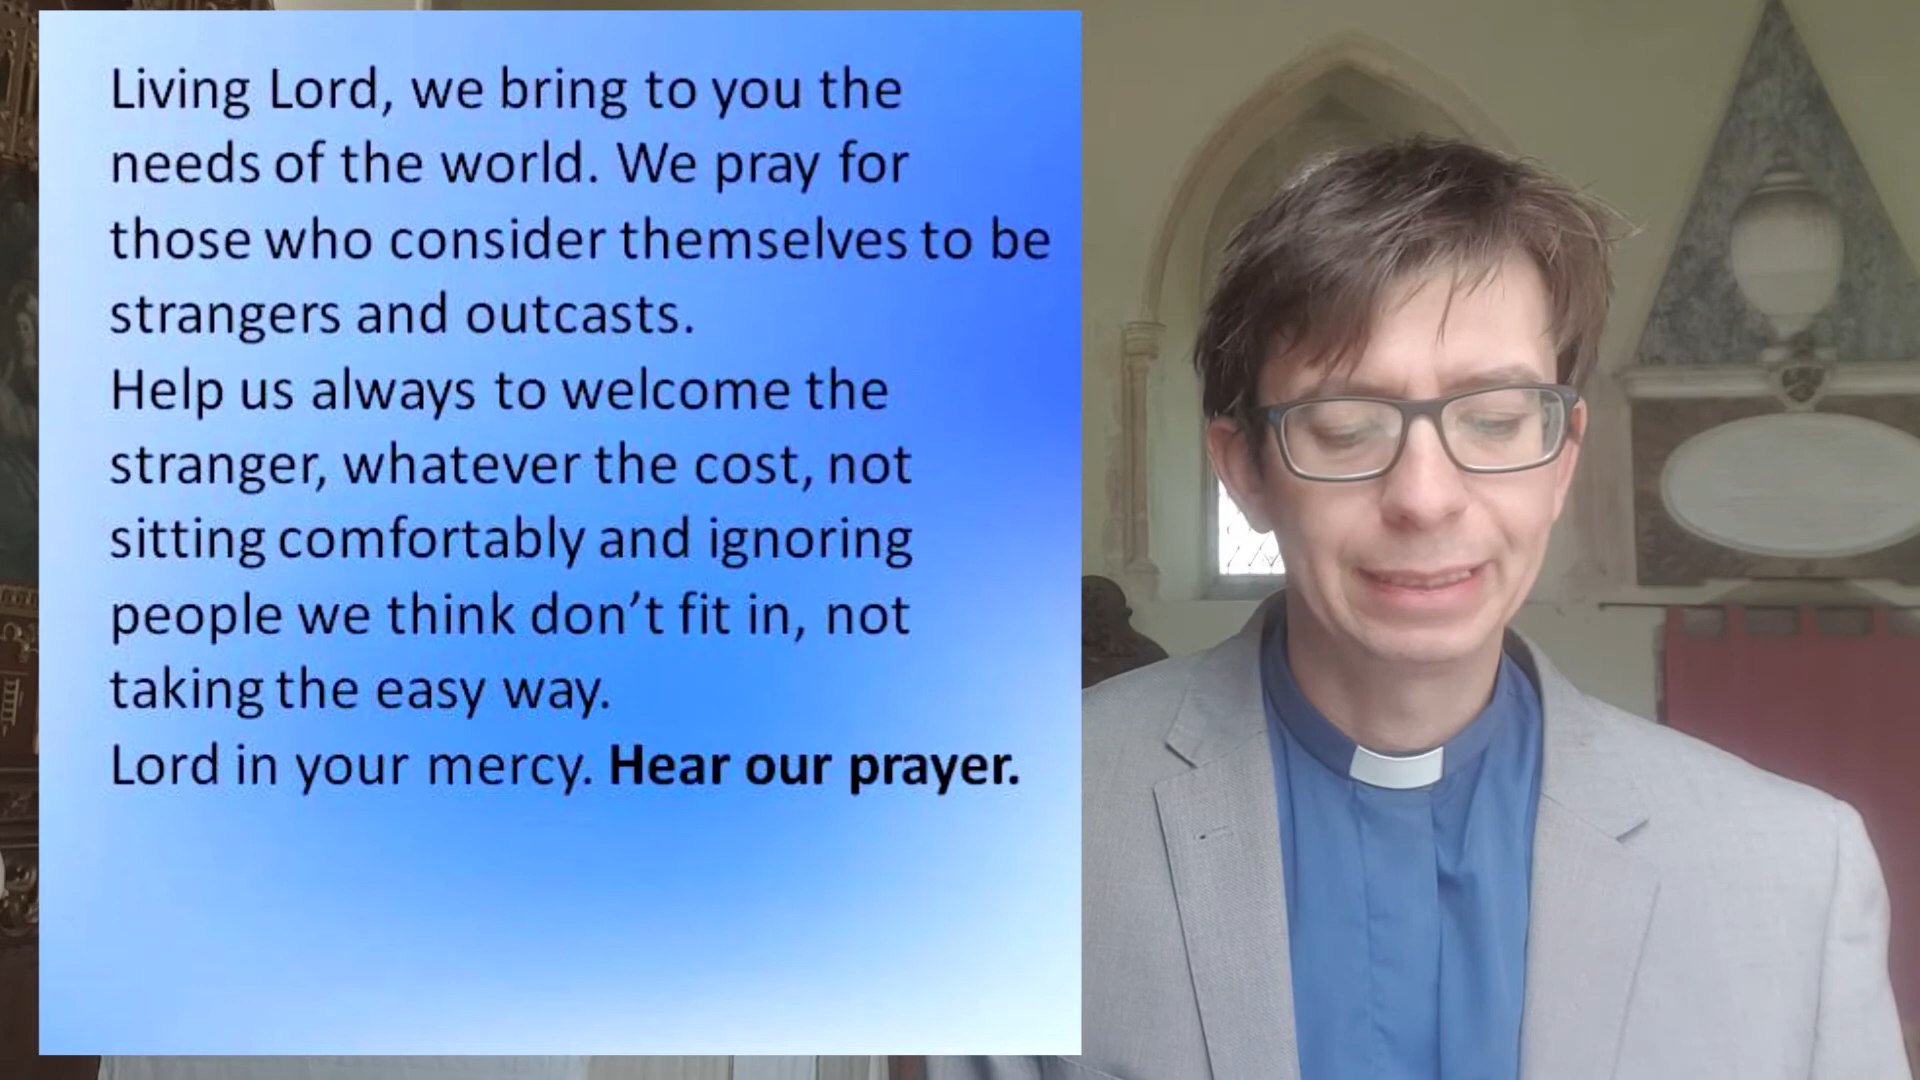 Living Lord, we bring to you the
needs of the world. We pray for
those who consider themselves to be
strangers and outcasts.
Help us always to welcome the
stranger, whatever the cost, not
sitting comfortably and ignoring
people we think don’t fit in, not
taking the easy way.
Lord in your mercy. Hear our prayer.